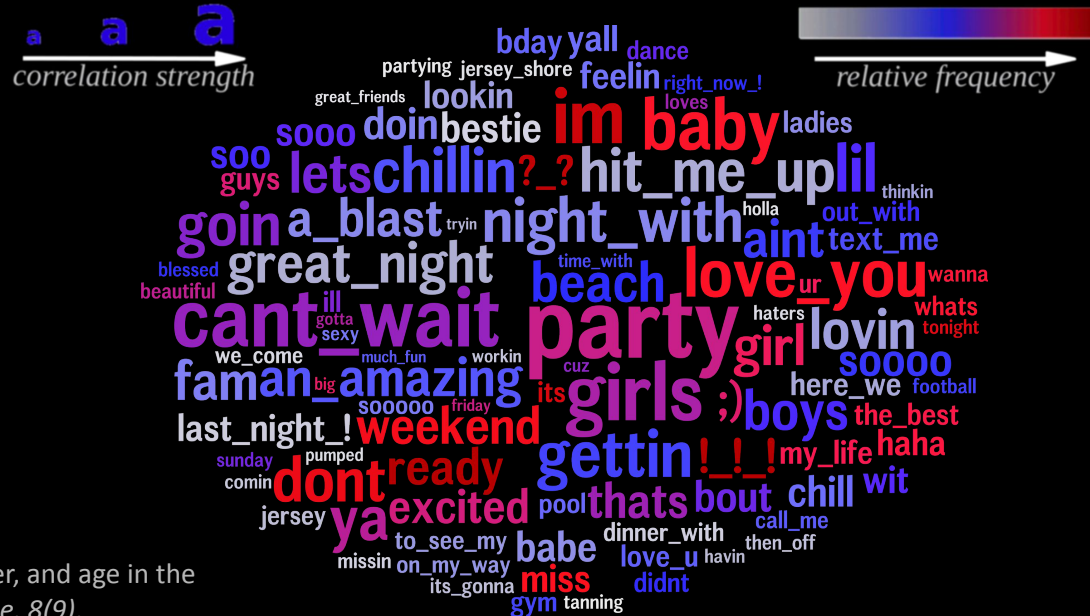 a a a
correlation strength
relative frequency
bday yall dance
partying jersey_shore feelin right_now_!
great_friends lookin im loves baby ladies
sooo doin bestie
soo guys lets chillin ?_? hit_me_up lil thinkin
goin a_blast tryin night_with holla out_with
aint text_me
blessed great_night time_with beach love_you ur wanna
beautiful ill gotta sexy cant_wait party haters whats
girl lovin tonight
we_come much_fun workin cuz soooo
fam an_amazing big its girls ;) here_we football
sooooo friday boys the_best
last_night_! weekend gettin !_!_! my_life haha
sunday pumped
comin dont ready chill wit
jersey ya excited pool thats bout call_me
to_see_my babe dinner_with then_off
missin on_my_way love_u havin
its_gonna miss didnt
gym tanning
er, and age in the
e, 8(9).